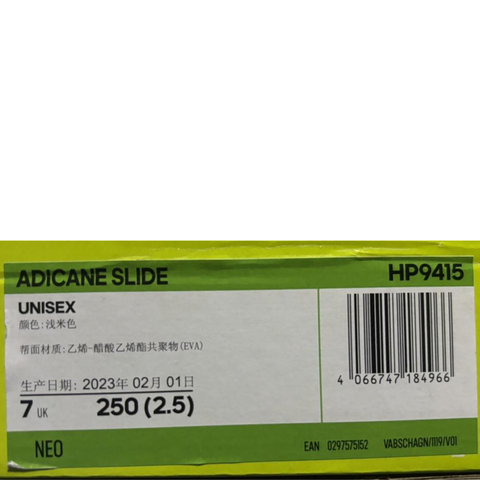 ADICANE SLIDE HP9415
UNISEX
颜色:浅米色
帮面材质:乙烯-醋酸乙烯酯共聚物(EVA)
生产日期: 2023年 02月 01日
4 066747 184966
7 UK 250 (2.5)
NEO EAN 0297575152 VABSCHAGN/1119/V01